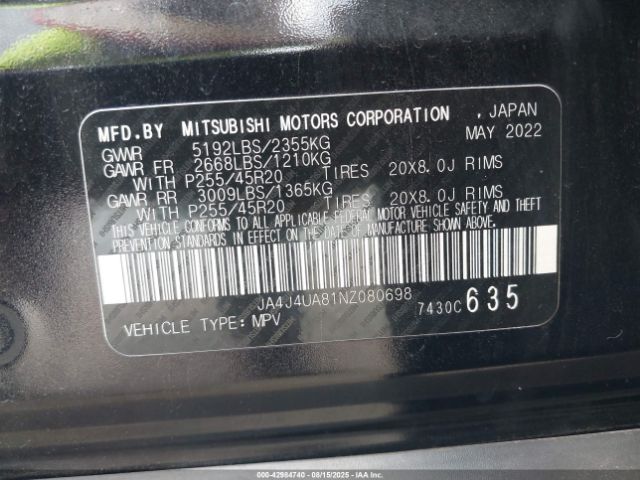 MFD.BY MITSUBISHI MOTORS CORPORATION , JAPAN
GVWR 5192LBS/2355KG MAY 2022
GAWR FR 2668LBS/1210KG
WITH P255/45R20 TIRES 20X8.0J RIMS
GAWR RR 3009LBS/1365KG
WITH P255/45R20 TIRES 20X8.0J RIMS
THIS VEHICLE CONFORMS TO ALL APPLICABLE FEDERAL MOTOR VEHICLE SAFETY AND THEFT
PREVENTION STANDARDS IN EFFECT ON THE DATE OF MANUFACTURE SHOWN ABOVE.
JA4J4UA81NZ080698
7430C 635
VEHICLE TYPE: MPV
000-42984740 - 08/15/2025 - IAAI.COM